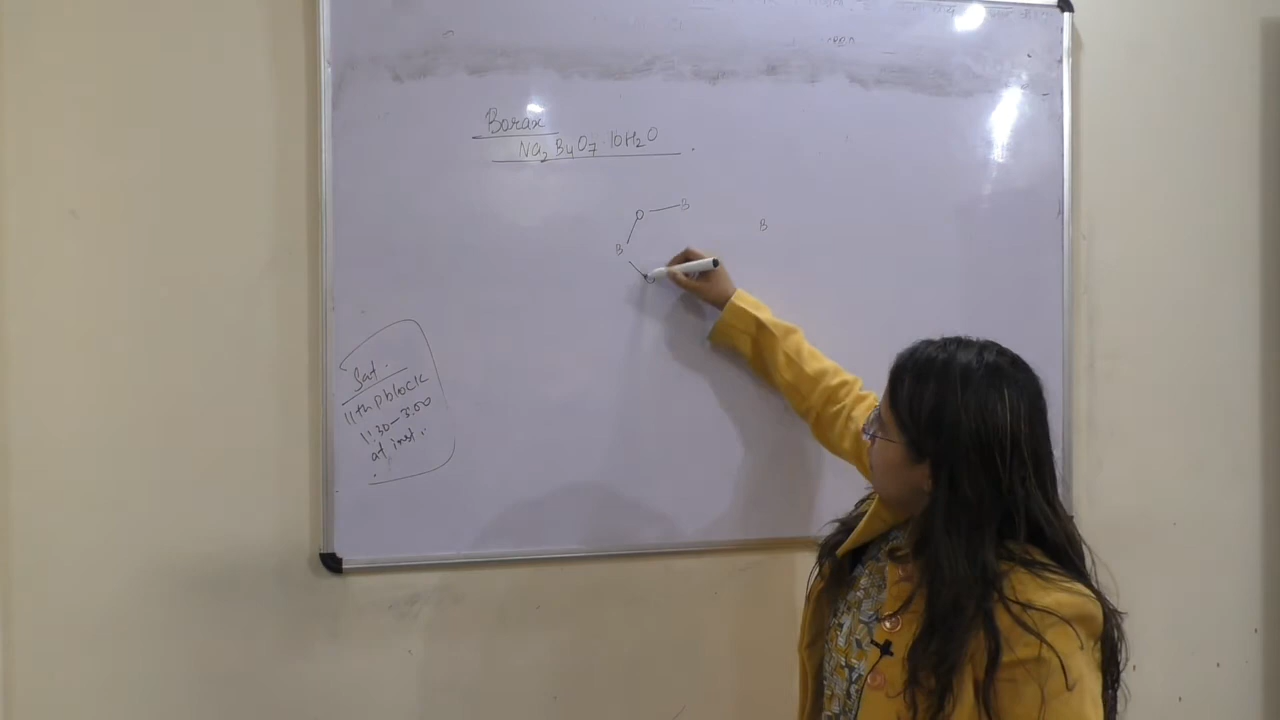 Borax
Na2 B4O7 · 10H2O
O B
B B
O
Sat.
11th P block
11:30 - 3:00
at inst.